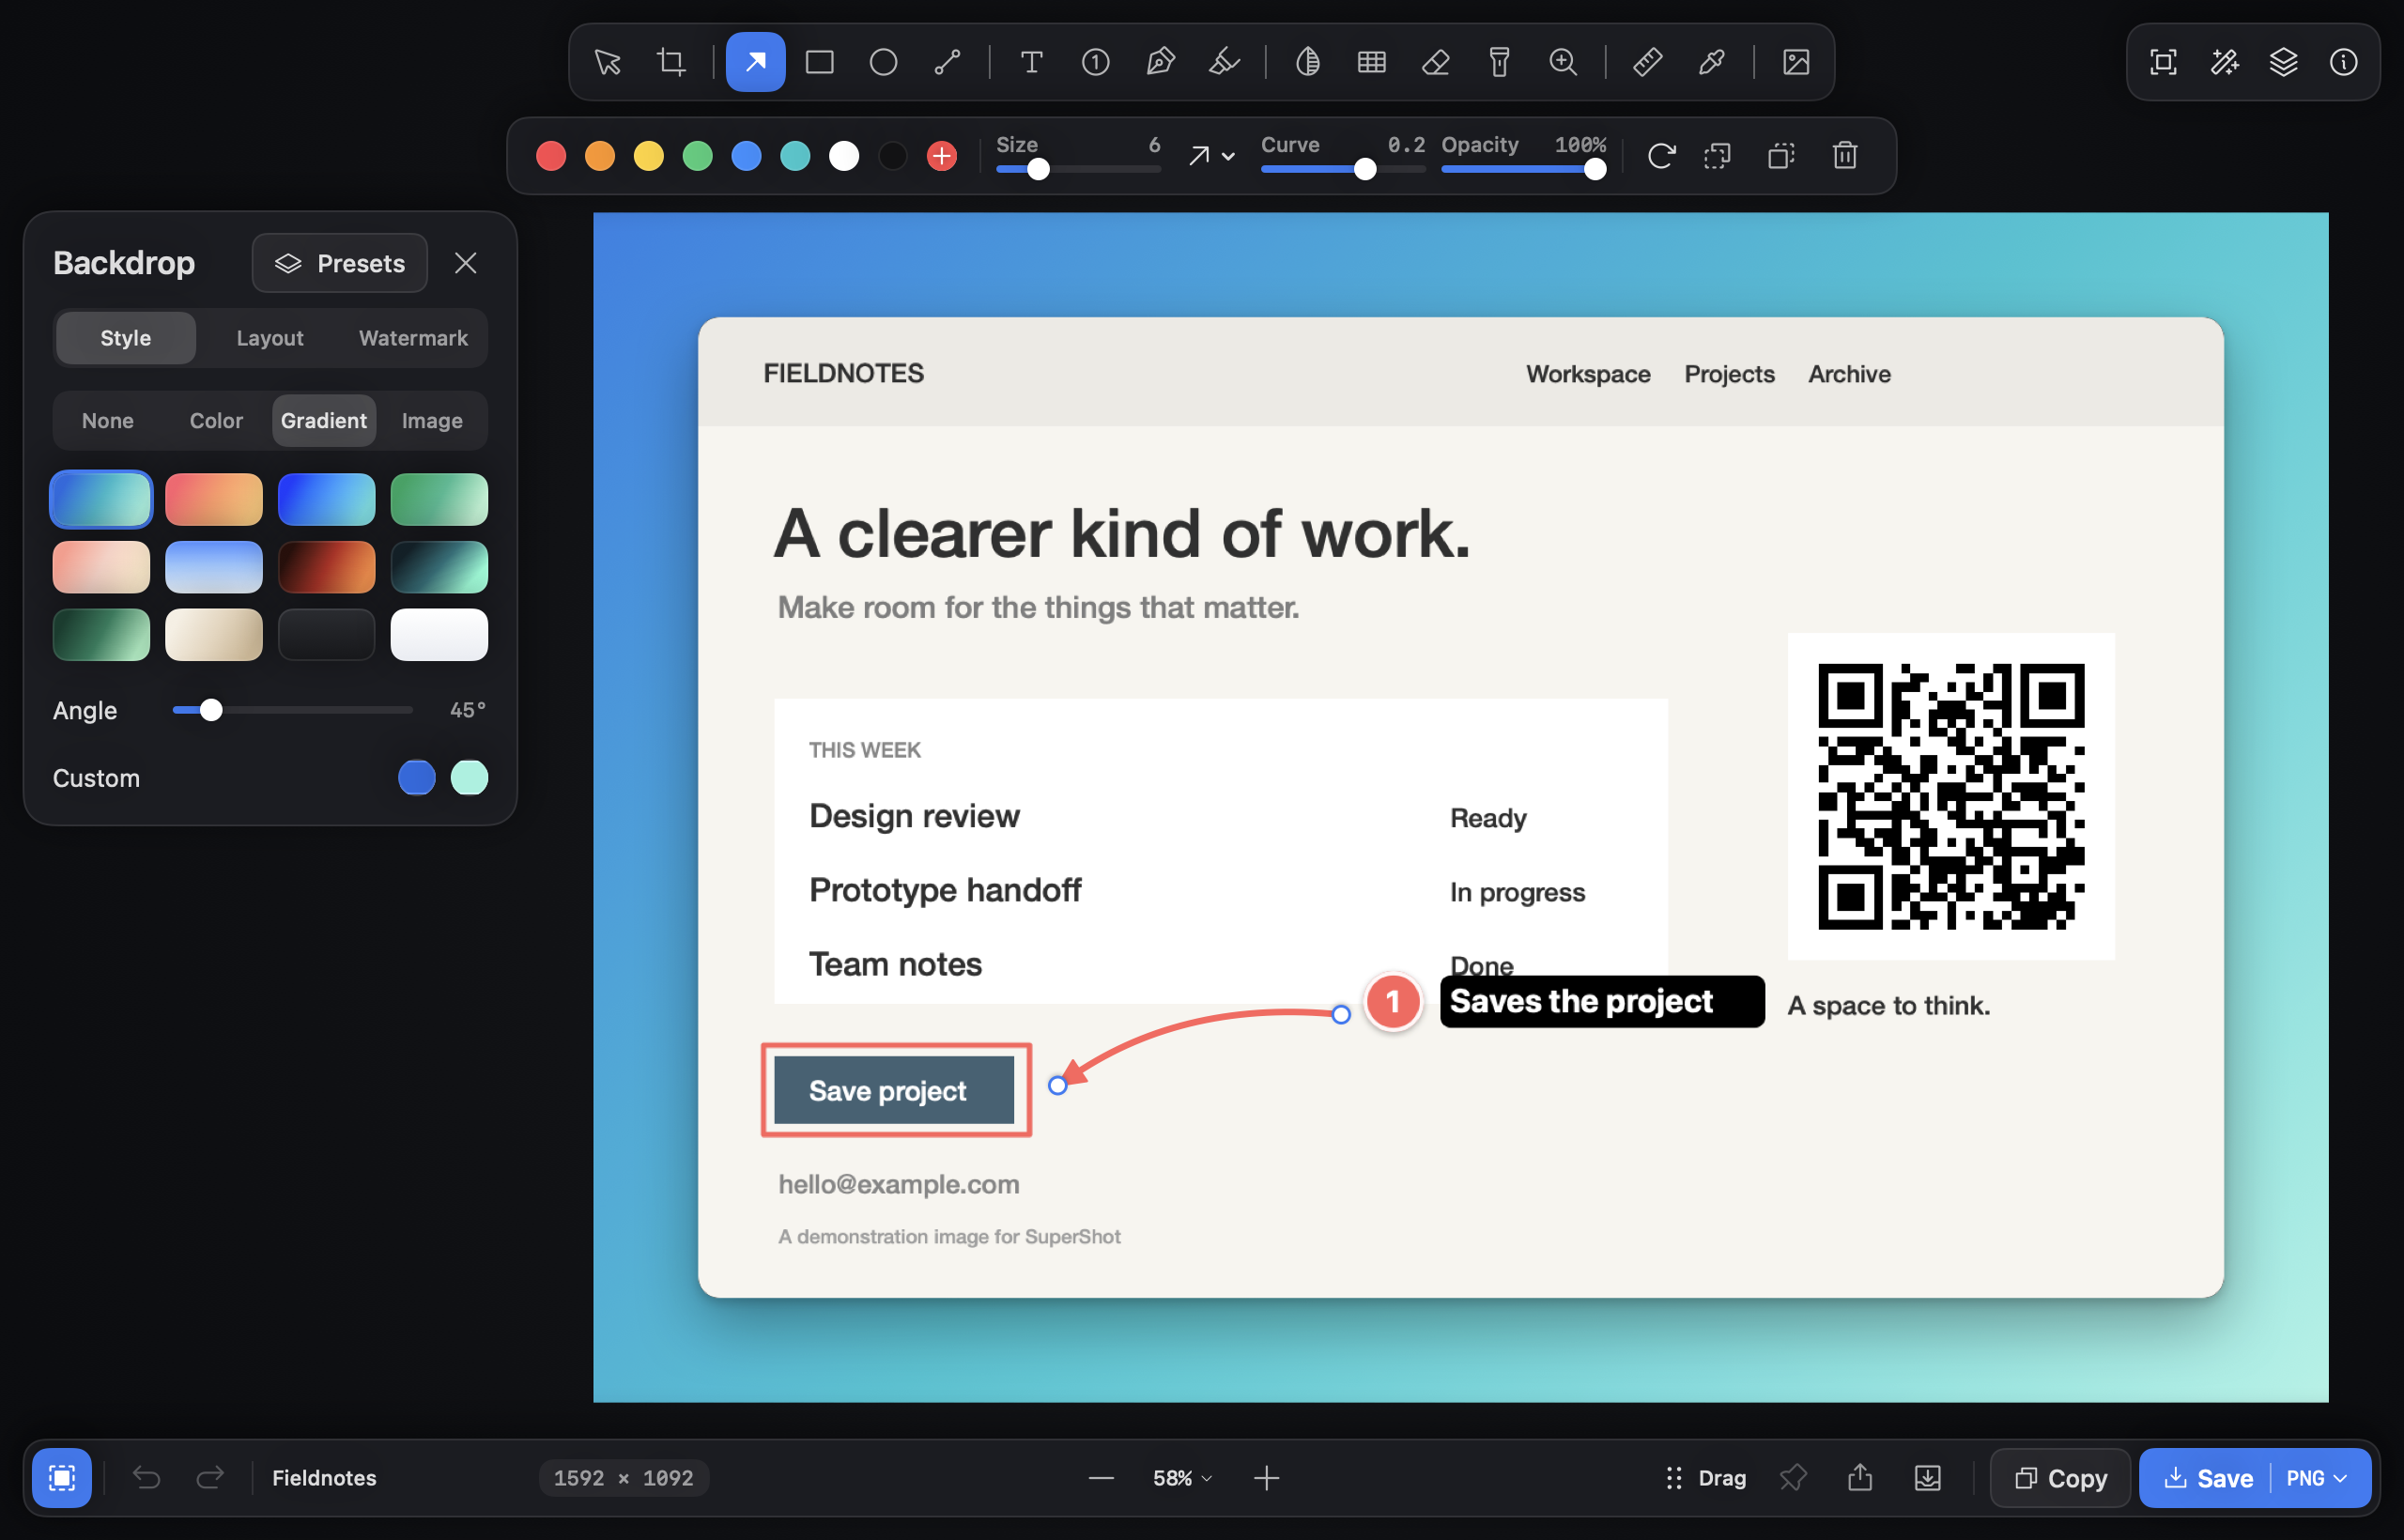 1
Size 6
Curve 0.2
Opacity 100%
Backdrop
Presets
Style Layout Watermark
None Color Gradient Image
Angle 45°
Custom
FIELDNOTES
Workspace Projects Archive
A clearer kind of work.
Make room for the things that matter.
THIS WEEK
Design review Ready
Prototype handoff In progress
Team notes Done
1 Saves the project
A space to think.
Save project
hello@example.com
A demonstration image for SuperShot
Fieldnotes 1592 × 1092 58% Drag Copy Save PNG